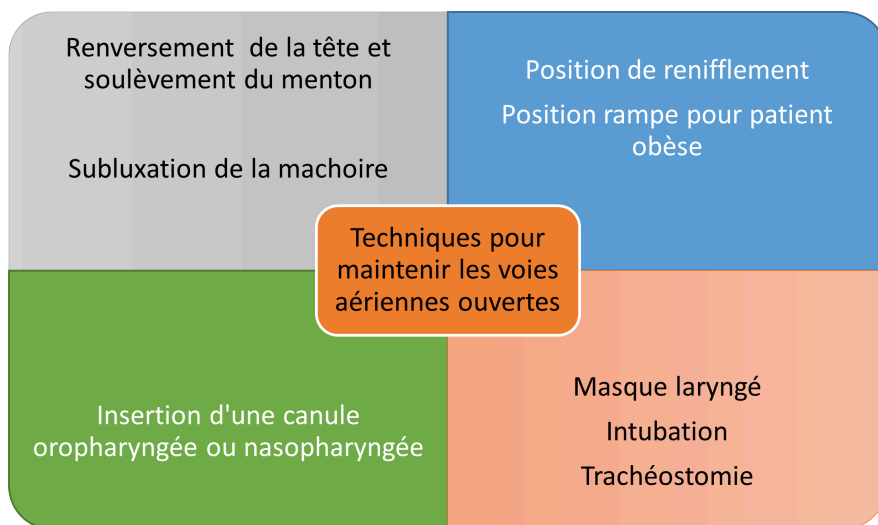 Renversement de la tête et
soulèvement du menton
Subluxation de la machoire
Position de renifflement
Position rampe pour patient
obèse
Techniques pour
maintenir les voies
aériennes ouvertes
Insertion d'une canule
oropharyngée ou nasopharyngée
Masque laryngé
Intubation
Trachéostomie